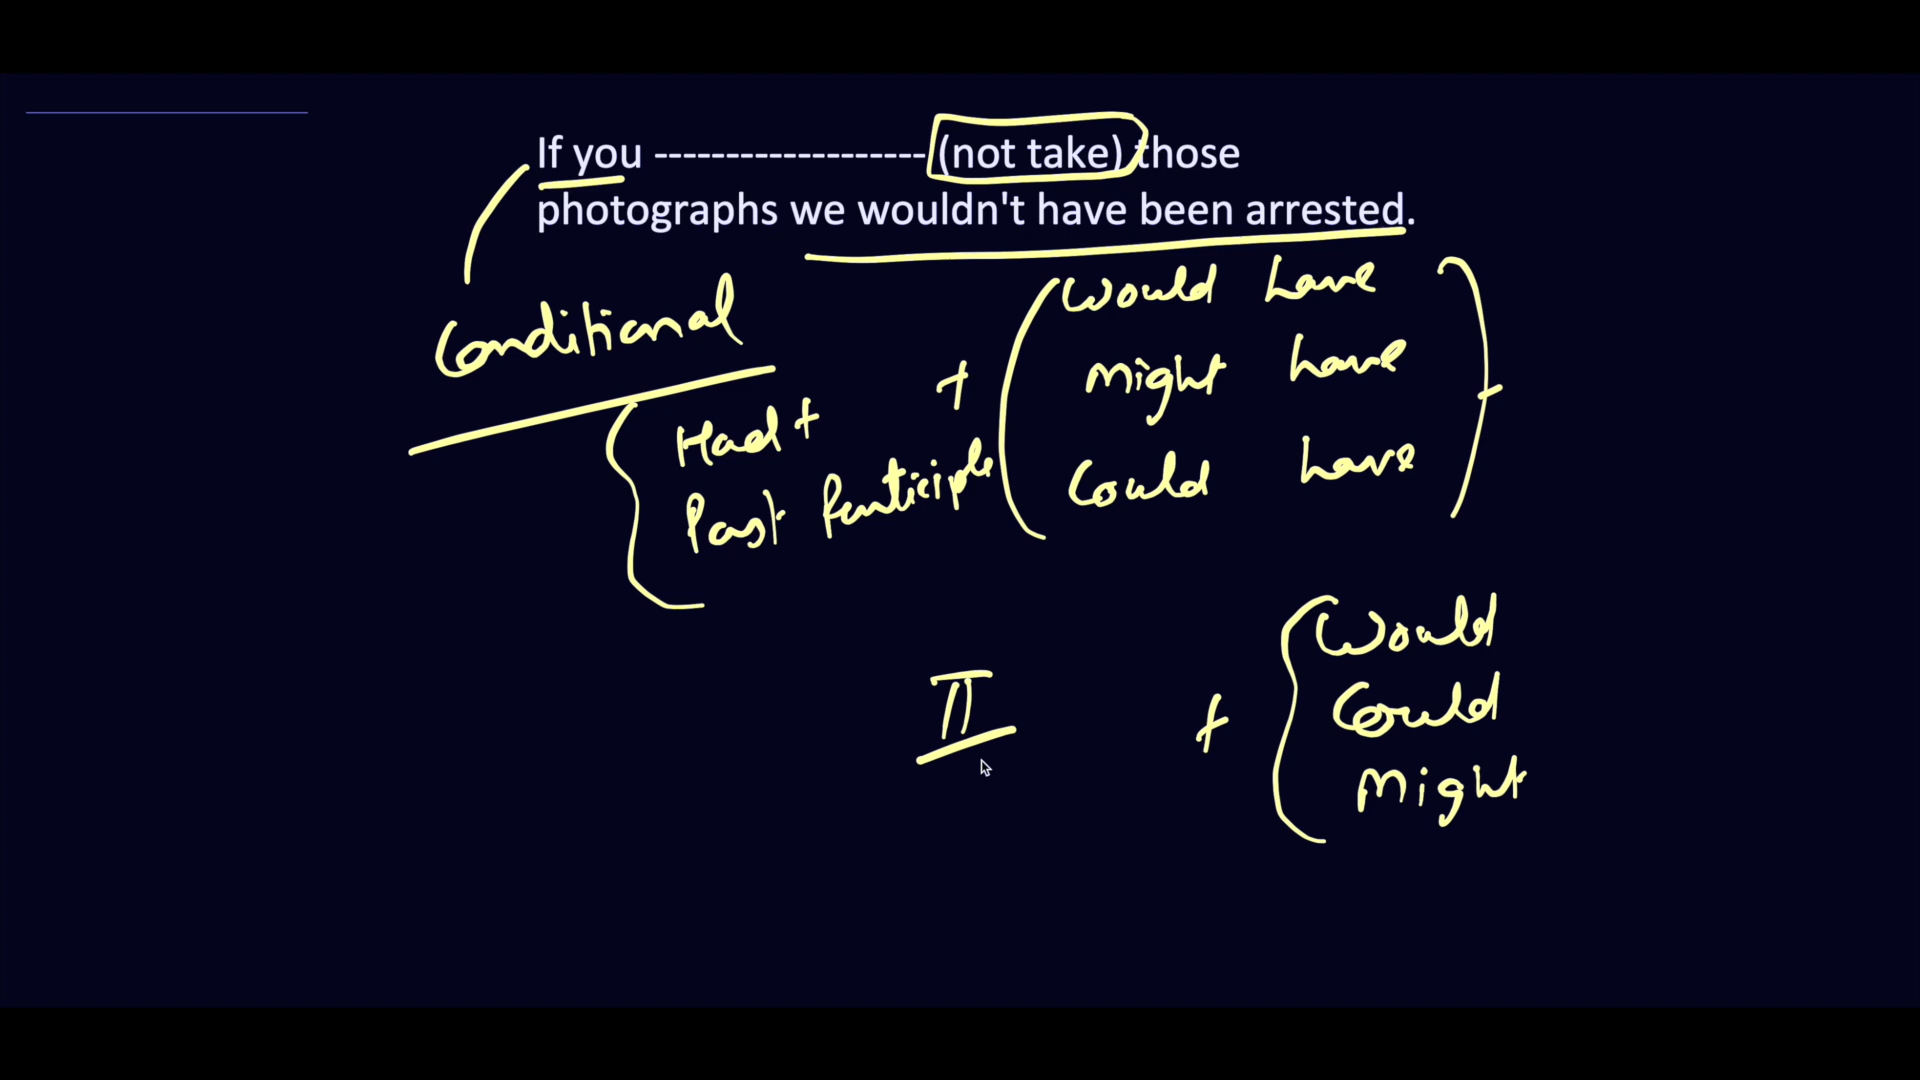 If you ------------------- (not take) those
photographs we wouldn't have been arrested.
Conditional
Had +
Past Participle
+
Would have
Might have
Could have
II
+
Would
Could
Might